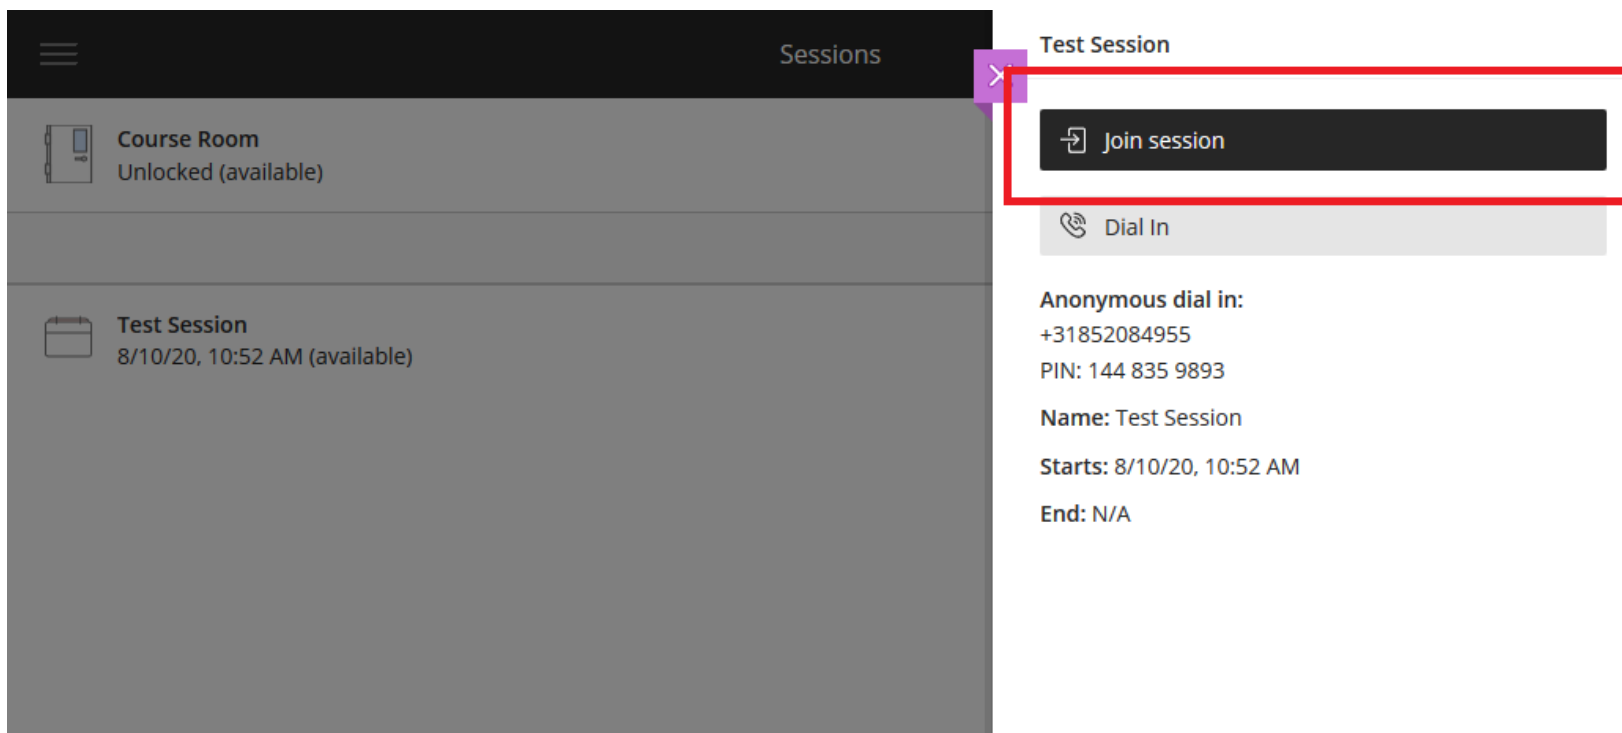 Sessions
Course Room
Unlocked (available)
Test Session
8/10/20, 10:52 AM (available)
Test Session
Join session
Dial In
Anonymous dial in:
+31852084955
PIN: 144 835 9893
Name: Test Session
Starts: 8/10/20, 10:52 AM
End: N/A